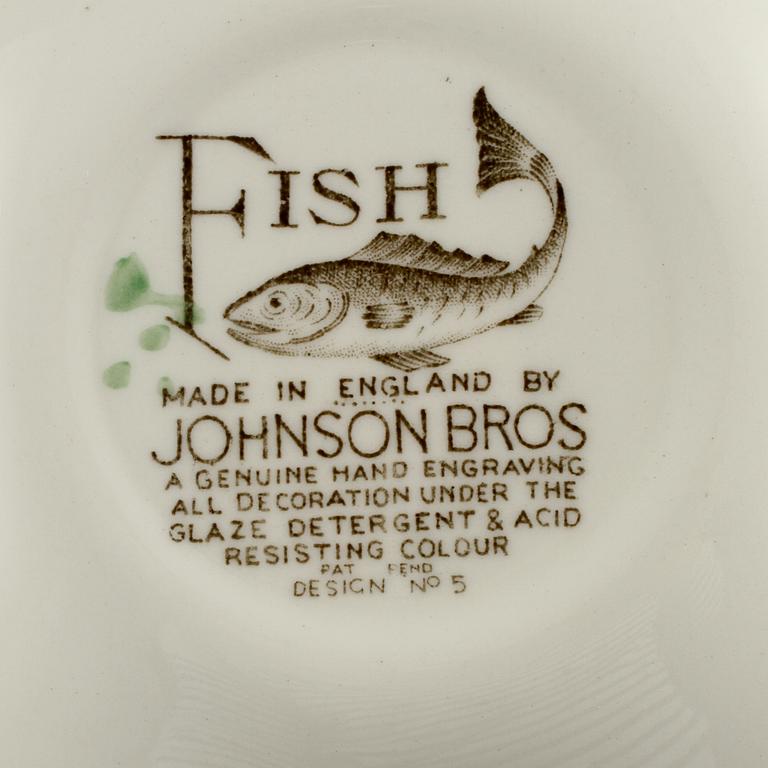 FISH
MADE IN ENGLAND BY
JOHNSON BROS
A GENUINE HAND ENGRAVING
ALL DECORATION UNDER THE
GLAZE DETERGENT & ACID
RESISTING COLOUR
PAT PEND
DESIGN NO 5